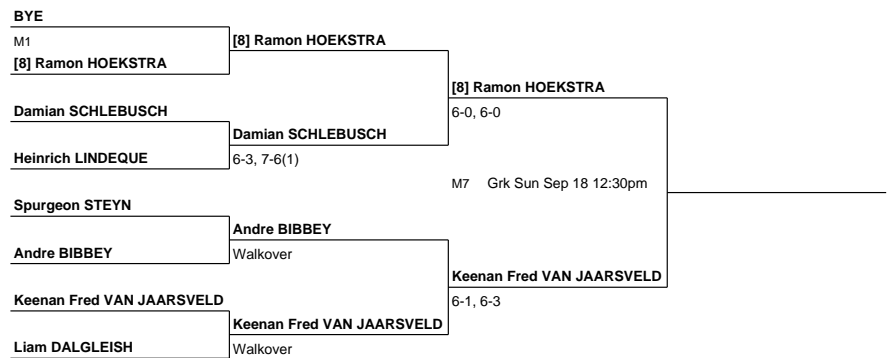 BYE
M1
[8] Ramon HOEKSTRA
[8] Ramon HOEKSTRA
Damian SCHLEBUSCH
Heinrich LINDEQUE
Damian SCHLEBUSCH
6-3, 7-6(1)
[8] Ramon HOEKSTRA
6-0, 6-0
M7 Grk Sun Sep 18 12:30pm
Spurgeon STEYN
Andre BIBBEY
Andre BIBBEY
Walkover
Keenan Fred VAN JAARSVELD
Liam DALGLEISH
Keenan Fred VAN JAARSVELD
Walkover
Keenan Fred VAN JAARSVELD
6-1, 6-3